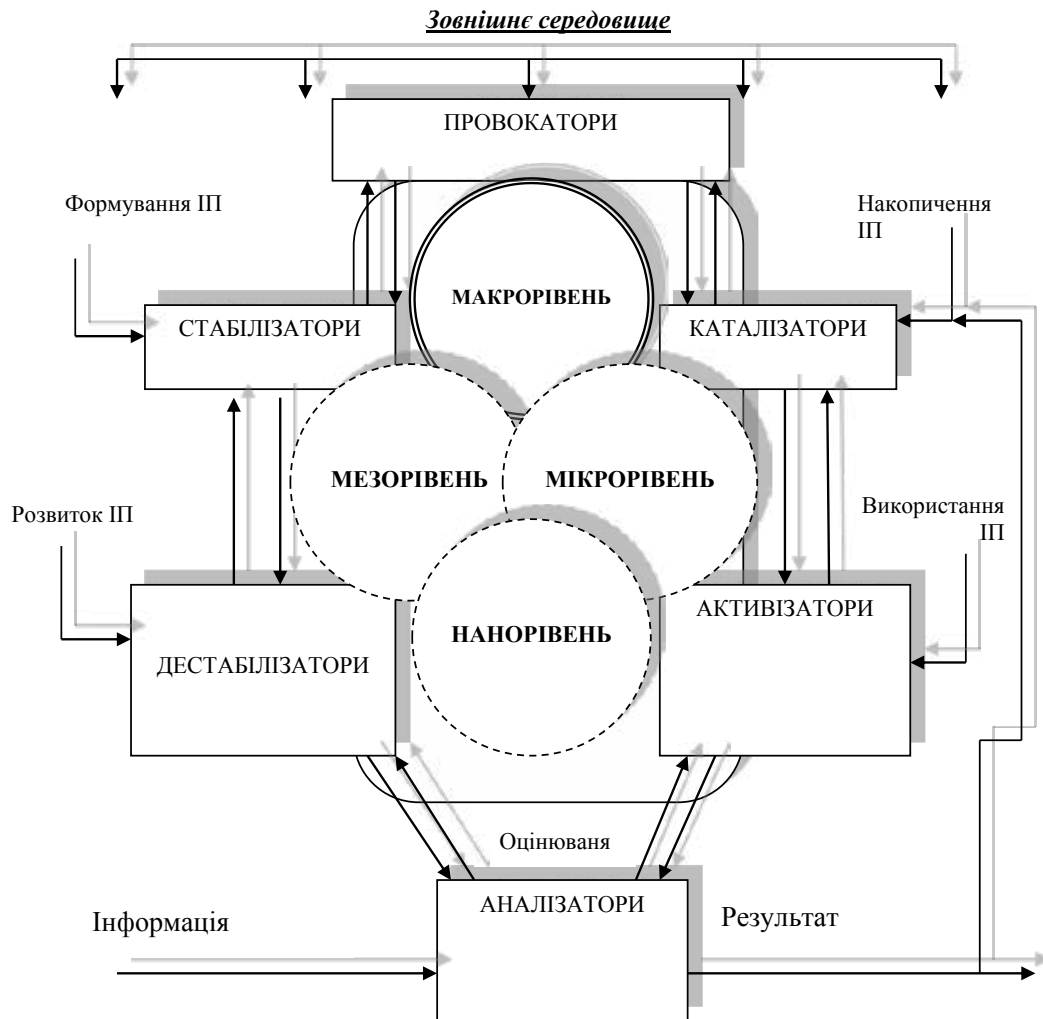 Зовнішнє середовище
ПРОВОКАТОРИ
Формування ІП
Накопичення
ІП
МАКРОРІВЕНЬ
СТАБІЛІЗАТОРИ
КАТАЛІЗАТОРИ
МЕЗОРІВЕНЬ
МІКРОРІВЕНЬ
Розвиток ІП
Використання
ІП
АКТИВІЗАТОРИ
НАНОРІВЕНЬ
ДЕСТАБІЛІЗАТОРИ
Оцінюваня
АНАЛІЗАТОРИ
Інформація
Результат